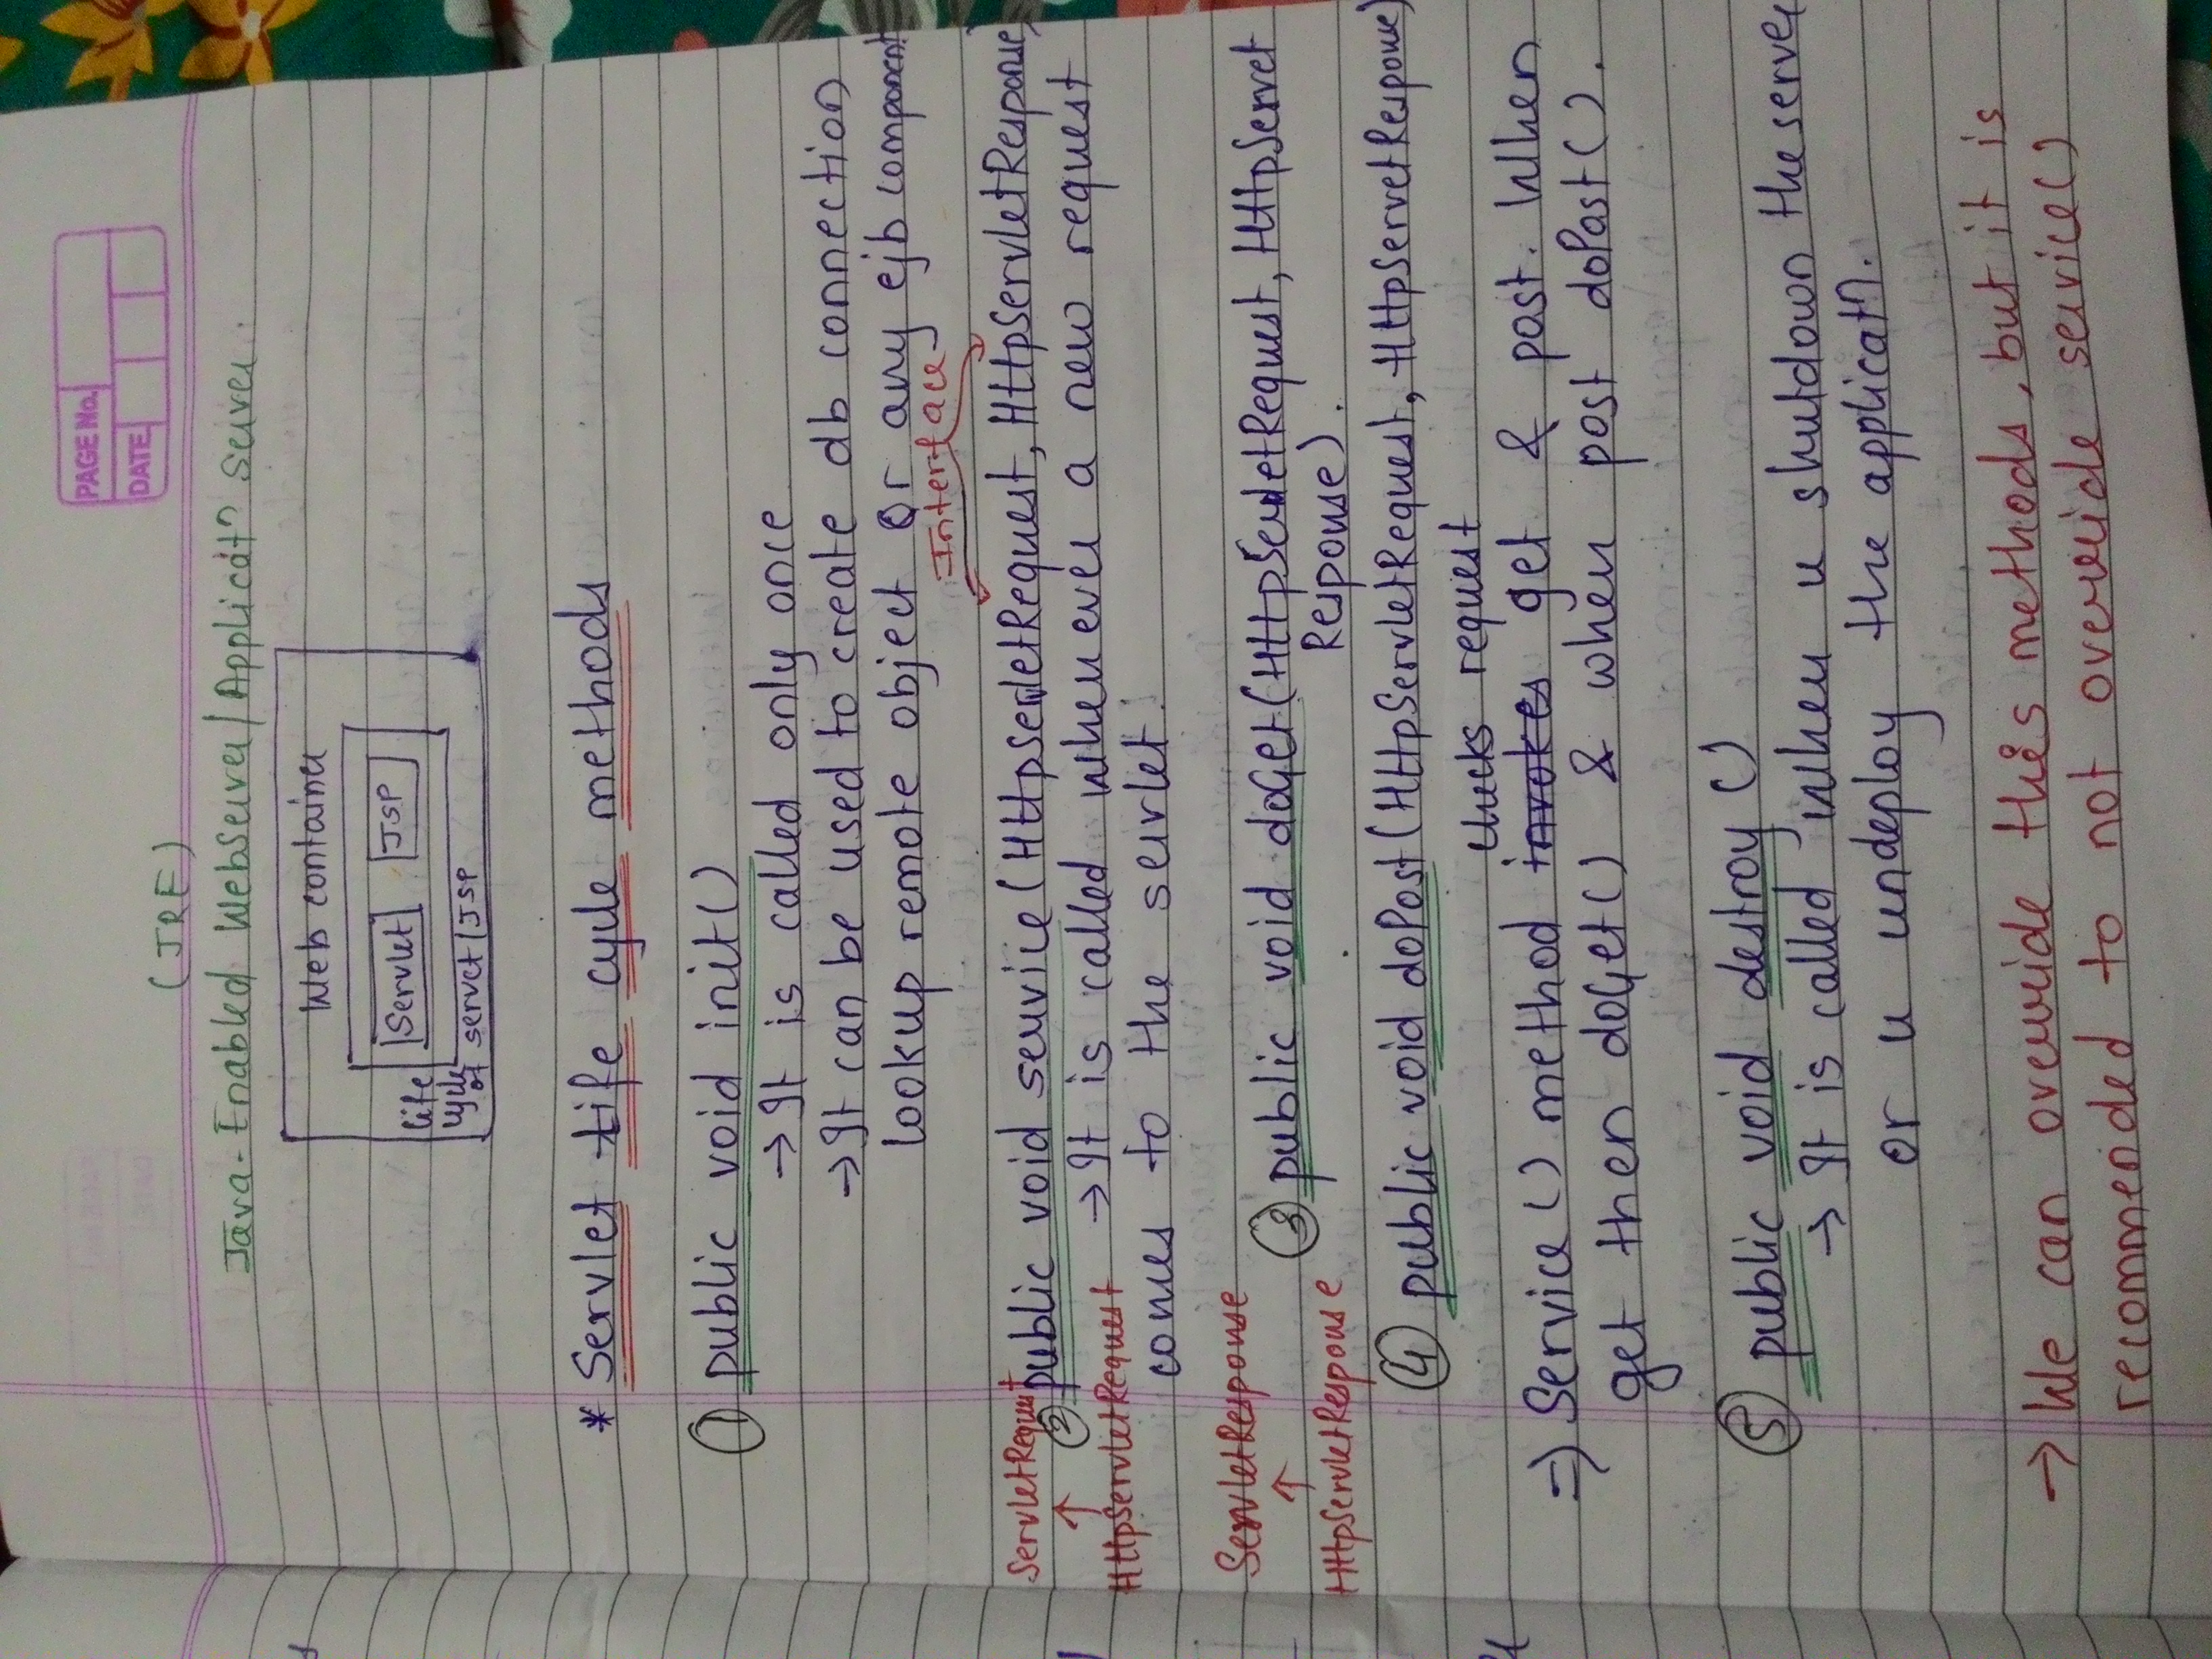 PAGE No.
DATE
(JRE)
Java-Enabled WebServer/Applicatn Server.
Web container
Servlet JSP
life
cycle
of servet/JSP
* Servlet life cycle methods
① public void init()
→ It is called only once
→ It can be used to create db connection
lookup remote object or any ejb component
Interface
ServletRequest
↑
HttpServletRequest
② public void service(HttpServletRequest, HttpServletResponse)
→ It is called whenever a new request
comes to the servlet.
ServletResponse
↑
HttpServletResponse
③ public void doGet(HttpServletRequest, HttpServet
Response).
④ public void doPost(HttpServletRequest, HttpServetResponse)
checks request
⇒ Service() method invokes get & post. When
get then doGet() & when post doPost().
⑤ public void destroy()
→ It is called when u shutdown the server
or u undeploy the applicatn.
→ We can override this methods, but it is
recommended to not override service()